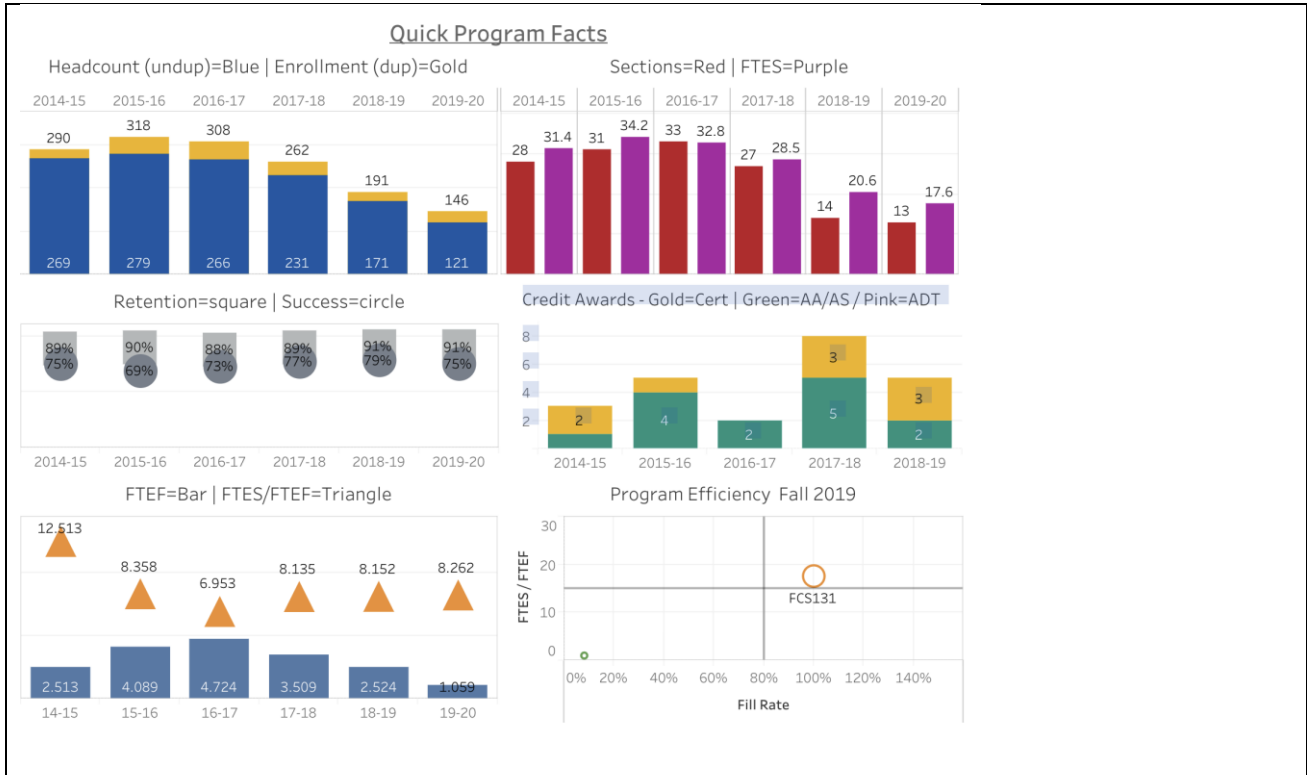 Quick Program Facts
Headcount (undup)=Blue | Enrollment (dup)=Gold
2014-15 2015-16 2016-17 2017-18 2018-19 2019-20
290 318 308 262 191 146
269 279 266 231 171 121
Sections=Red | FTES=Purple
2014-15 2015-16 2016-17 2017-18 2018-19 2019-20
28 31.4 31 34.2 33 32.8 27 28.5 14 20.6 13 17.6
Retention=square | Success=circle
89% 90% 88% 89% 91% 91%
75% 69% 73% 77% 79% 75%
2014-15 2015-16 2016-17 2017-18 2018-19 2019-20
Credit Awards - Gold=Cert | Green=AA/AS / Pink=ADT
8
6
4
2
2 3 3
4 2 5 2
2014-15 2015-16 2016-17 2017-18 2018-19
FTEF=Bar | FTES/FTEF=Triangle
12.513 8.358 6.953 8.135 8.152 8.262
2.513 4.089 4.724 3.509 2.524 1.059
14-15 15-16 16-17 17-18 18-19 19-20
Program Efficiency Fall 2019
FTES / FTEF
30
20
10
0
FCS131
0% 20% 40% 60% 80% 100% 120% 140%
Fill Rate